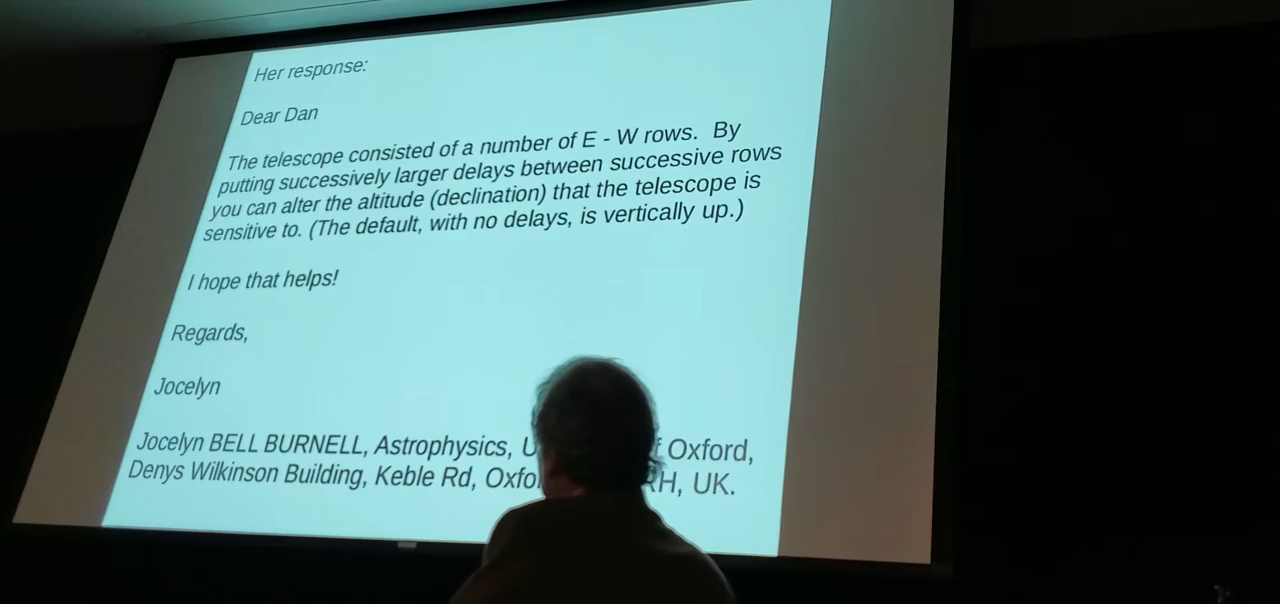 Her response:
Dear Dan
The telescope consisted of a number of E - W rows. By
putting successively larger delays between successive rows
you can alter the altitude (declination) that the telescope is
sensitive to. (The default, with no delays, is vertically up.)
I hope that helps!
Regards,
Jocelyn
Jocelyn BELL BURNELL, Astrophysics, Oxford,
Denys Wilkinson Building, Keble Rd, UK.